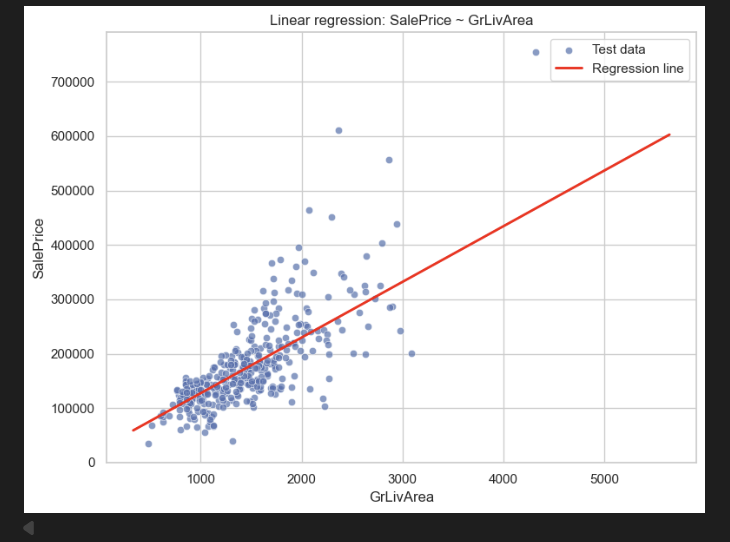 Linear regression: SalePrice ~ GrLivArea
Test data
Regression line
700000
600000
500000
400000
300000
200000
100000
0
SalePrice
1000 2000 3000 4000 5000
GrLivArea